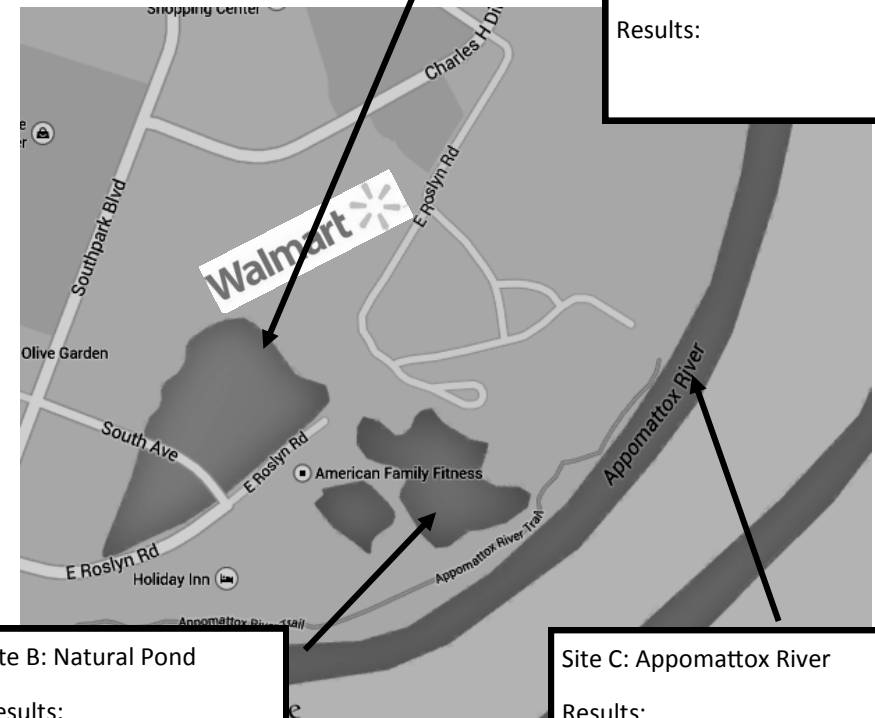 Shopping Center
Results:
Charles H Di
E Roslyn Rd
Walmart
Southpark Blvd
Olive Garden
South Ave
E Roslyn Rd
American Family Fitness
Appomattox River
E Roslyn Rd
Holiday Inn
Appomattox River Trail
Appomattox River Trail
te B: Natural Pond
esults:
Site C: Appomattox River
Results: